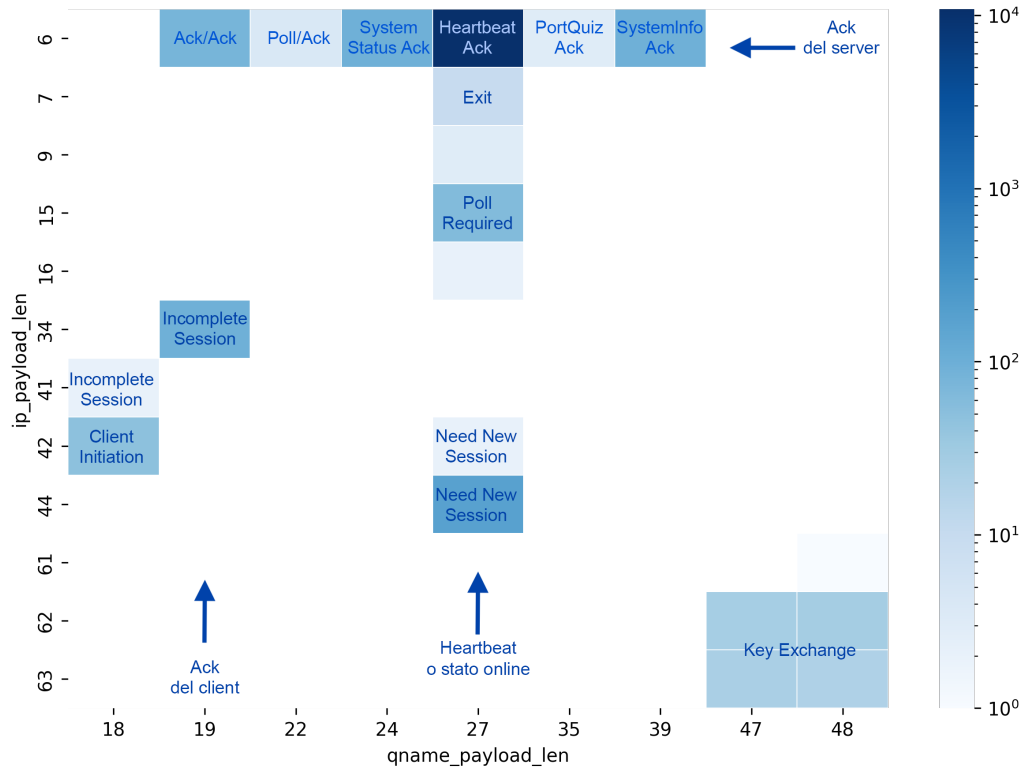 6
Ack/Ack
Poll/Ack
System
Status Ack
Heartbeat
Ack
PortQuiz
Ack
SystemInfo
Ack
Ack
del server
7
Exit
9
15
Poll
Required
16
34
Incomplete
Session
41
Incomplete
Session
42
Client
Initiation
Need New
Session
44
Need New
Session
61
62
63
Key Exchange
Ack
del client
Heartbeat
o stato online
ip_payload_len
18 19 22 24 27 35 39 47 48
qname_payload_len
10⁴
10³
10²
10¹
10⁰